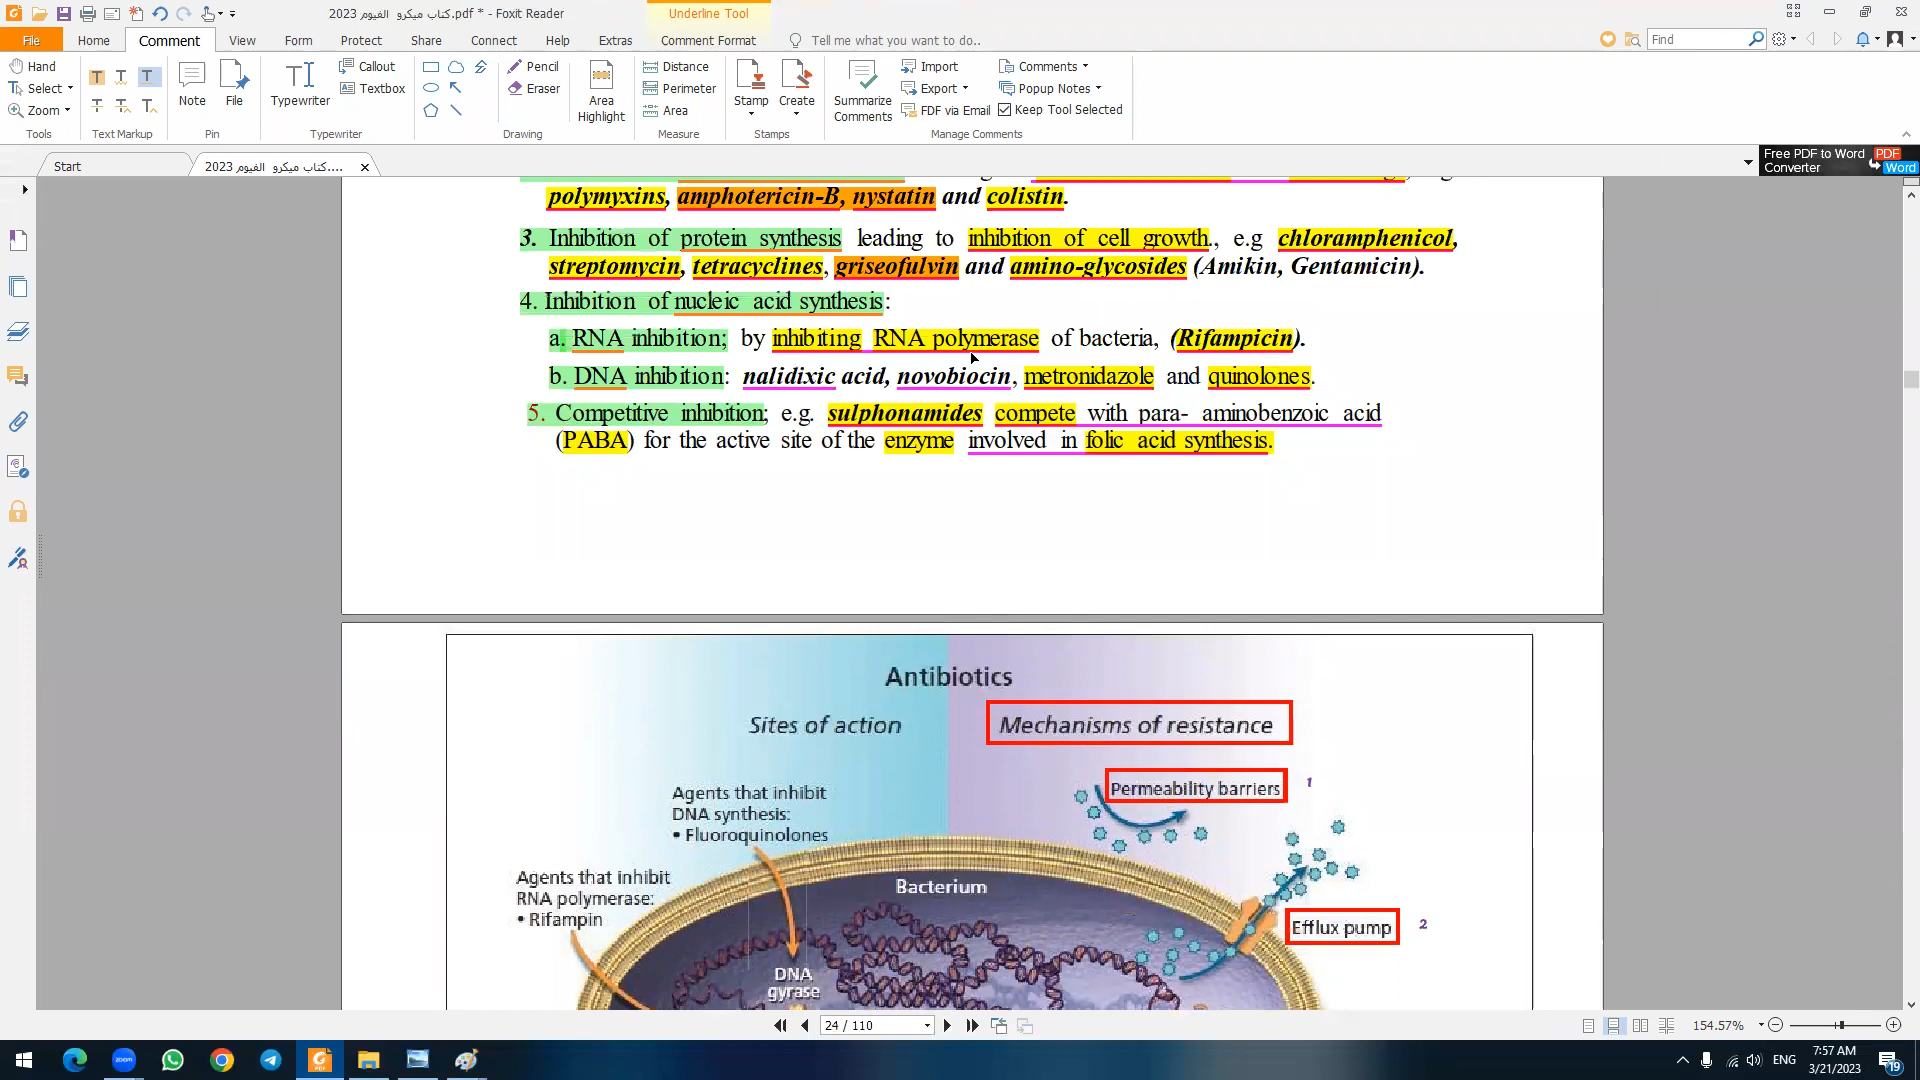 كتاب ميكرو الفيوم 2023.pdf * - Foxit Reader
Underline Tool
File
Home
Comment
View
Form
Protect
Share
Connect
Help
Extras
Comment Format
Tell me what you want to do..
Find
Hand
Select
Zoom
Tools
Text Markup
Note
File
Pin
Typewriter
Callout
Textbox
Typewriter
Pencil
Eraser
Area Highlight
Drawing
Distance
Perimeter
Area
Measure
Stamp
Create
Stamps
Summarize Comments
Import
Export
FDF via Email
Comments
Popup Notes
Keep Tool Selected
Manage Comments
Start
كتاب ميكرو الفيوم 2023....
Free PDF to Word Converter
PDF
Word
polymyxins, amphotericin-B, nystatin and colistin.
3. Inhibition of protein synthesis leading to inhibition of cell growth., e.g chloramphenicol,
streptomycin, tetracyclines, griseofulvin and amino-glycosides (Amikin, Gentamicin).
4. Inhibition of nucleic acid synthesis:
a. RNA inhibition; by inhibiting RNA polymerase of bacteria, (Rifampicin).
b. DNA inhibition: nalidixic acid, novobiocin, metronidazole and quinolones.
5. Competitive inhibition; e.g. sulphonamides compete with para- aminobenzoic acid
(PABA) for the active site of the enzyme involved in folic acid synthesis.
Antibiotics
Sites of action
Mechanisms of resistance
Permeability barriers 1
Agents that inhibit
DNA synthesis:
• Fluoroquinolones
Agents that inhibit
RNA polymerase:
• Rifampin
Bacterium
Efflux pump 2
DNA
gyrase
24 / 110
154.57%
zoom
PDF
ENG
7:57 AM
3/21/2023
19